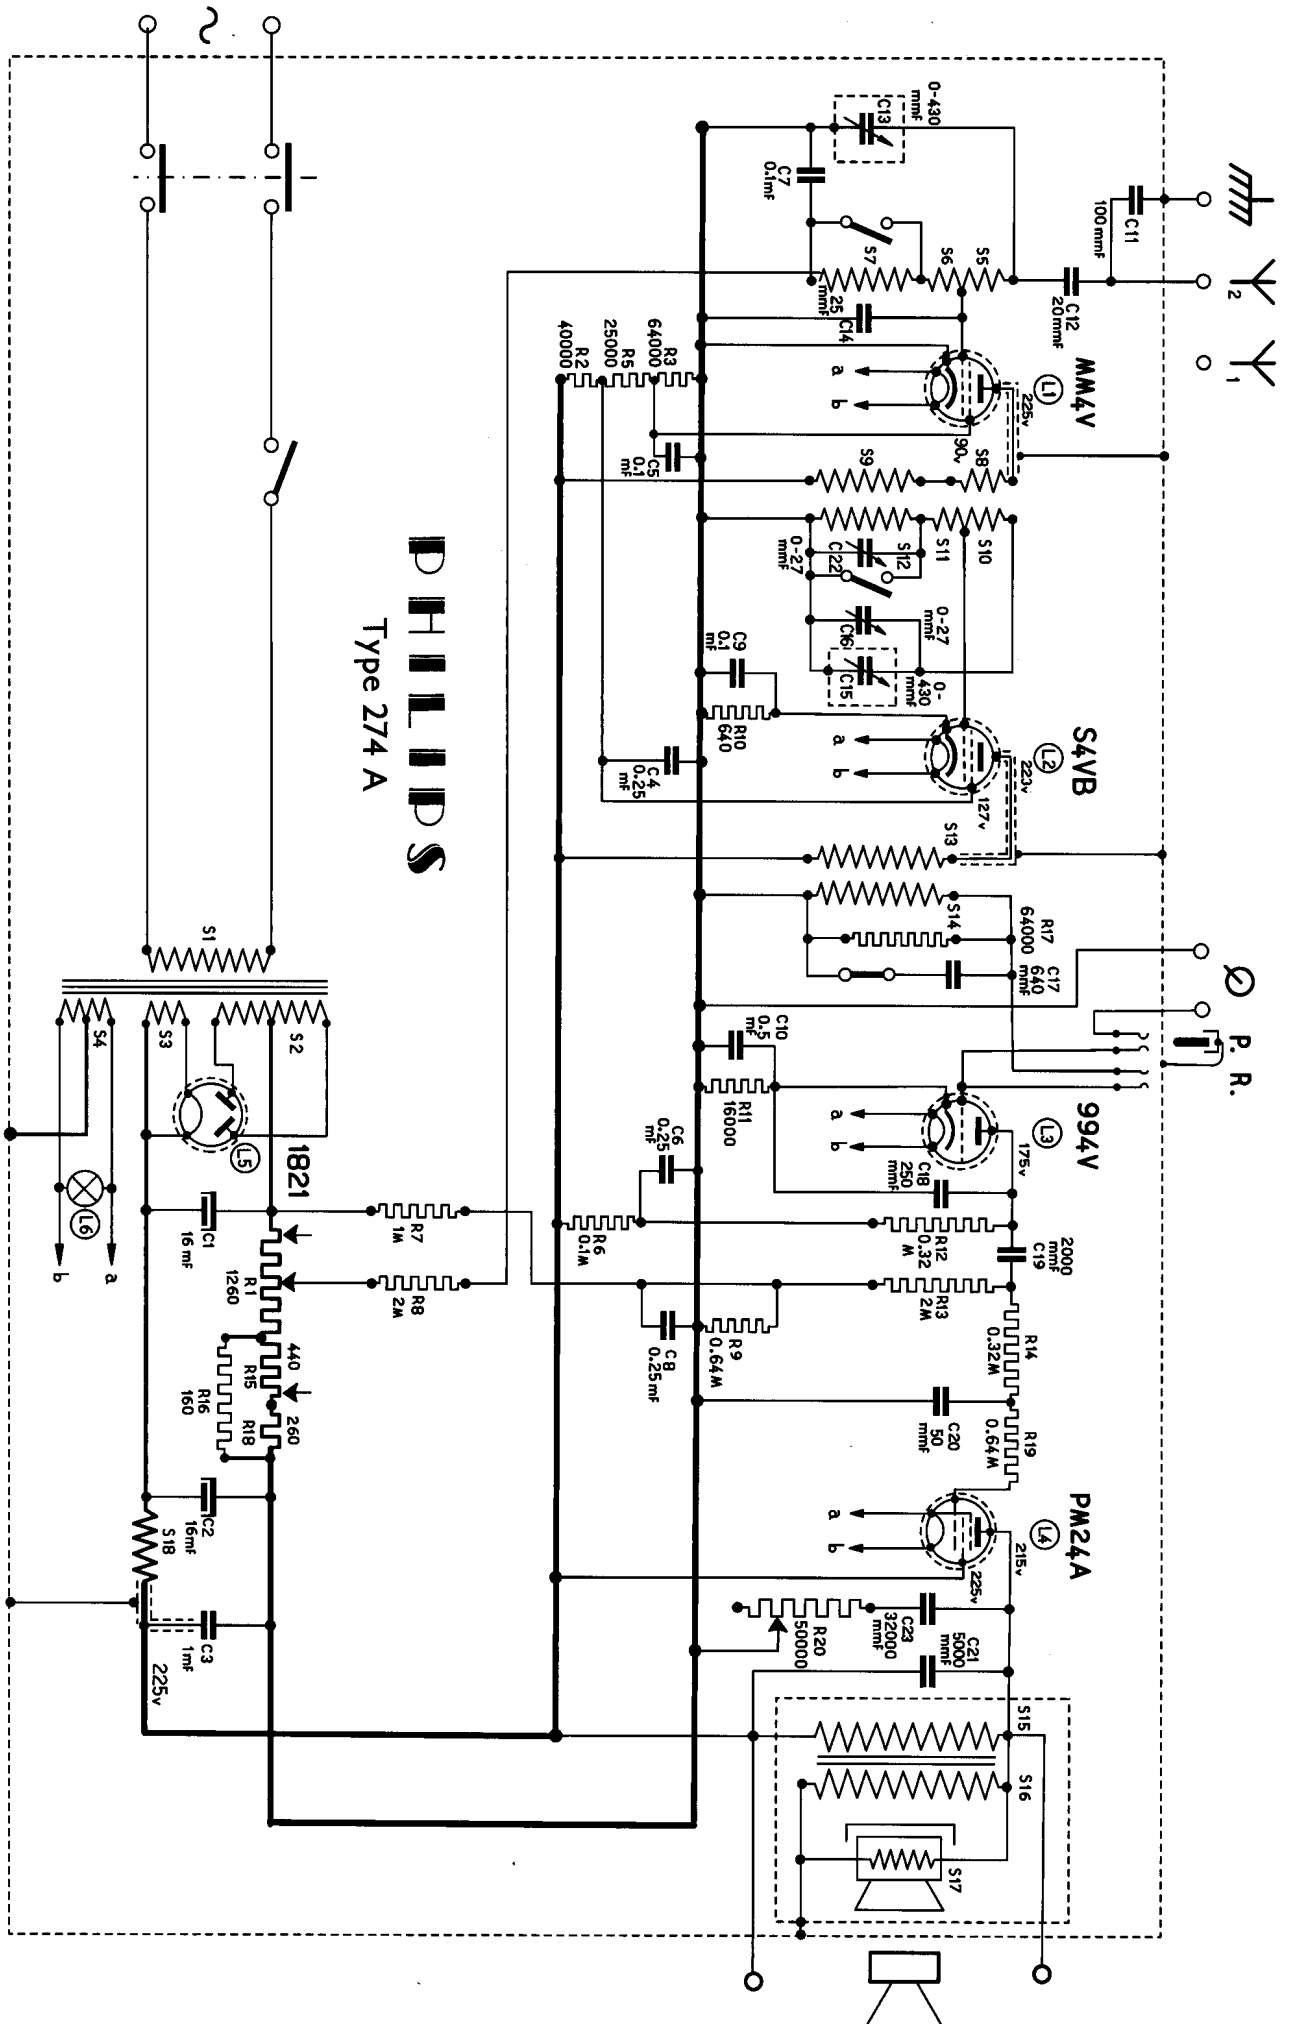 2
1
P. R.
MM4V
S4VB
994V
PM24A
L1
L2
L3
L4
C11
100 mmF
C12
20mmF
0-430
mmF
C13
C7
0.1mF
S7
S6
S5
25
mmF
C14
a
b
225v
90v
R3
64000
R5
25000
R2
40000
C5
0.1
mF
S9
S8
S10
S11
S12
C22
0-27
mmF
0-27
mmF
C16
C15
0-
430
mmF
C9
0.1
mF
R10
640
C4
0.25
mF
a
b
223v
127v
S13
S14
R17
64000
C17
640
mmF
C10
0.5
mF
R11
16000
C6
0.25
mF
a
b
175v
C18
250
mmF
R6
0.1M
R12
0.32
M
2000
mmF
C19
R13
2M
R9
0.64M
C8
0.25mF
R14
0.32M
R19
0.64M
C20
50
mmF
a
b
215v
225v
R20
50000
C23
32000
mmF
C21
5000
mmF
S15
S16
S17
PHILIPS
Type 274 A
S1
S2
S3
S4
1821
L5
L6
a
b
C1
16mF
R7
1M
R8
2M
R1
1260
440
R15
260
R18
R16
160
C2
16mF
S18
C3
1mF
225v